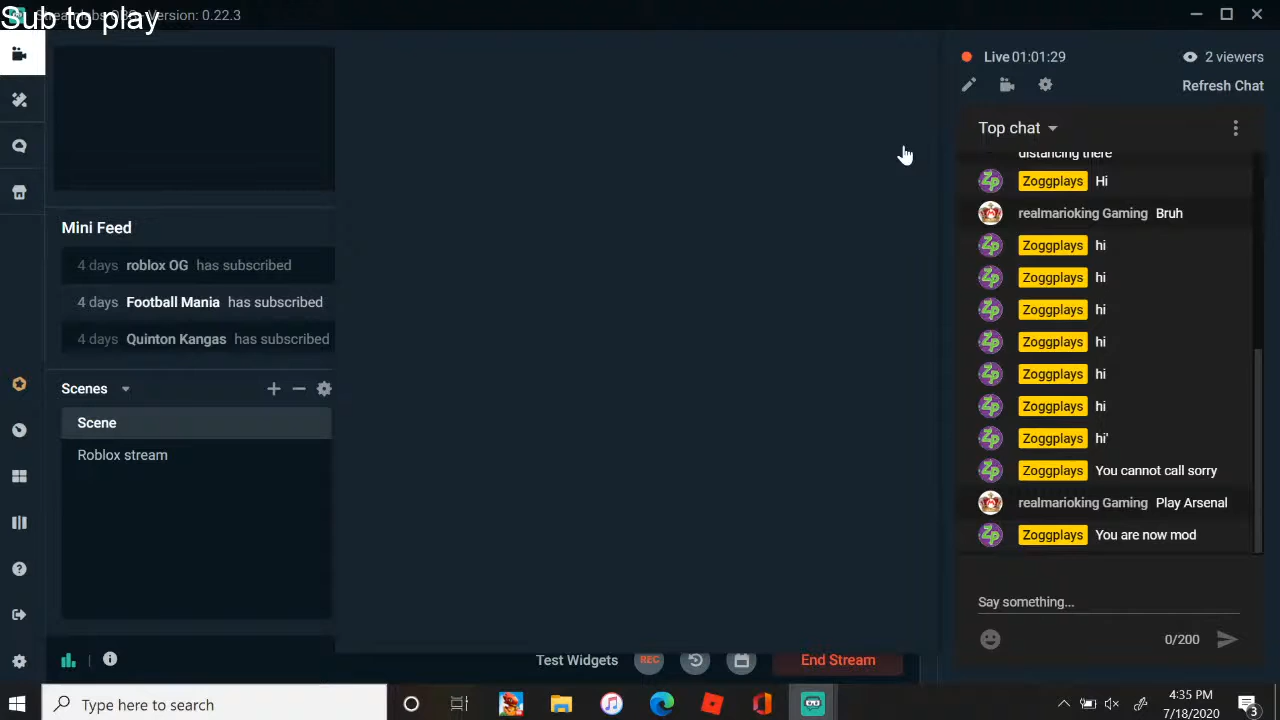 Sub to play
Version: 0.22.3
Live 01:01:29
2 viewers
Refresh Chat
Top chat
distancing there
Zoggplays Hi
realmarioking Gaming Bruh
Zoggplays hi
Zoggplays hi
Zoggplays hi
Zoggplays hi
Zoggplays hi
Zoggplays hi
Zoggplays hi'
Zoggplays You cannot call sorry
realmarioking Gaming Play Arsenal
Zoggplays You are now mod
Say something...
0/200
Mini Feed
4 days roblox OG has subscribed
4 days Football Mania has subscribed
4 days Quinton Kangas has subscribed
Scenes
Scene
Roblox stream
Test Widgets
REC
End Stream
Type here to search
4:35 PM
7/18/2020
3